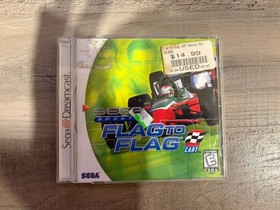 $14.99
USED
SEGA
SPORTS
FLAG TO
FLAG
CART
Sega Dreamcast
SEGA
E